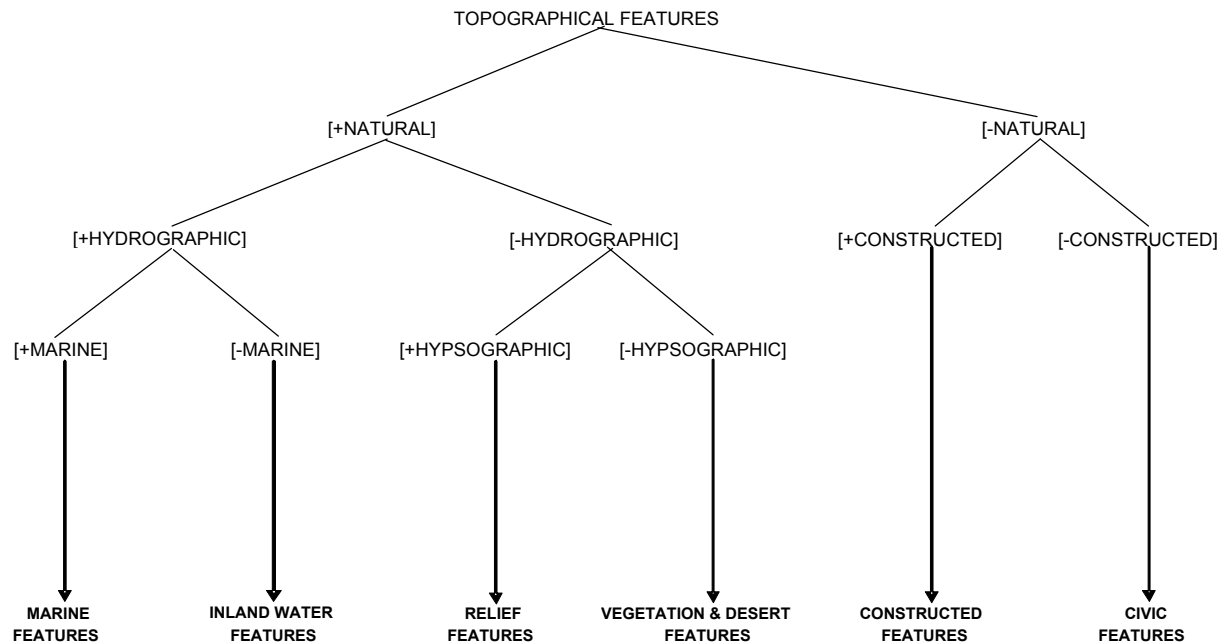 TOPOGRAPHICAL FEATURES
[+NATURAL]
[-NATURAL]
[+HYDROGRAPHIC]
[-HYDROGRAPHIC]
[+CONSTRUCTED]
[-CONSTRUCTED]
[+MARINE]
[-MARINE]
[+HYPSOGRAPHIC]
[-HYPSOGRAPHIC]
MARINE
FEATURES
INLAND WATER
FEATURES
RELIEF
FEATURES
VEGETATION & DESERT
FEATURES
CONSTRUCTED
FEATURES
CIVIC
FEATURES